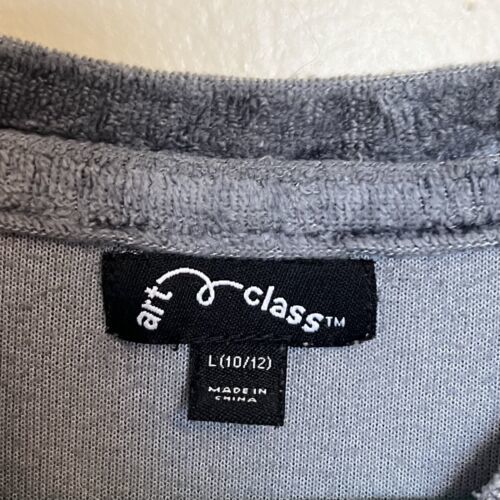 art class™
L (10/12)
MADE IN
CHINA